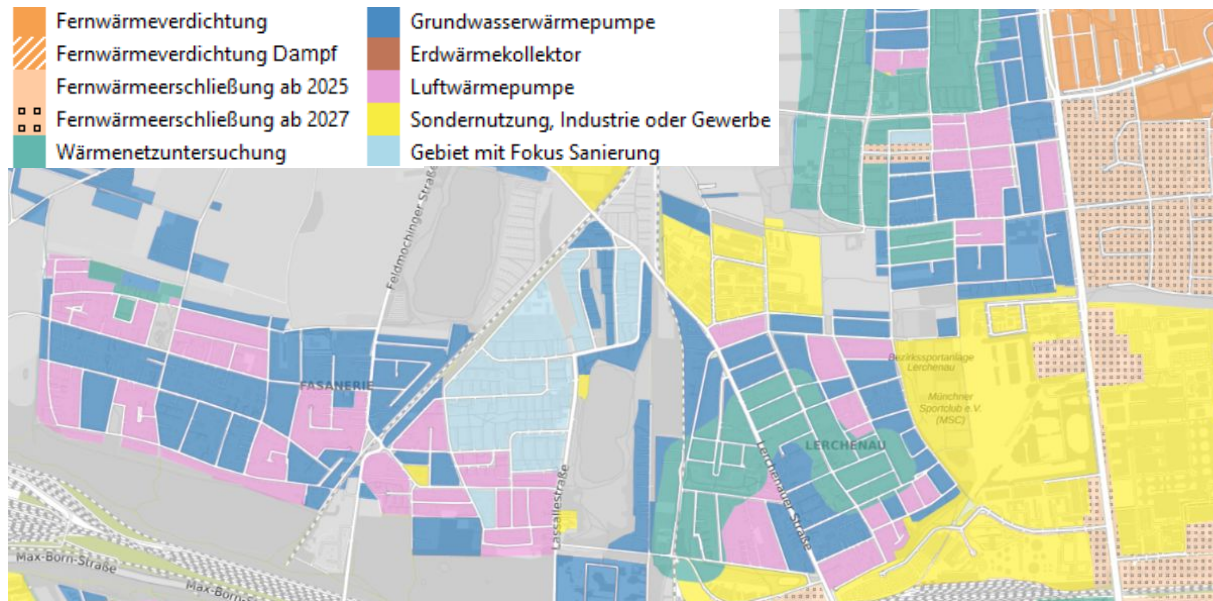 Fernwärmeverdichtung
Fernwärmeverdichtung Dampf
Fernwärmeerschließung ab 2025
Fernwärmeerschließung ab 2027
Wärmenetzuntersuchung
Grundwasserwärmepumpe
Erdwärmekollektor
Luftwärmepumpe
Sondernutzung, Industrie oder Gewerbe
Gebiet mit Fokus Sanierung
Feldmochinger Straße
FASANERIE
Bezirkssportanlage
Lerchenau
Münchner
Sportclub e.V.
(MSC)
LERCHENAU
Lerchenauer Straße
Lassallestraße
Max-Born-Straße
Max-Born-Straße